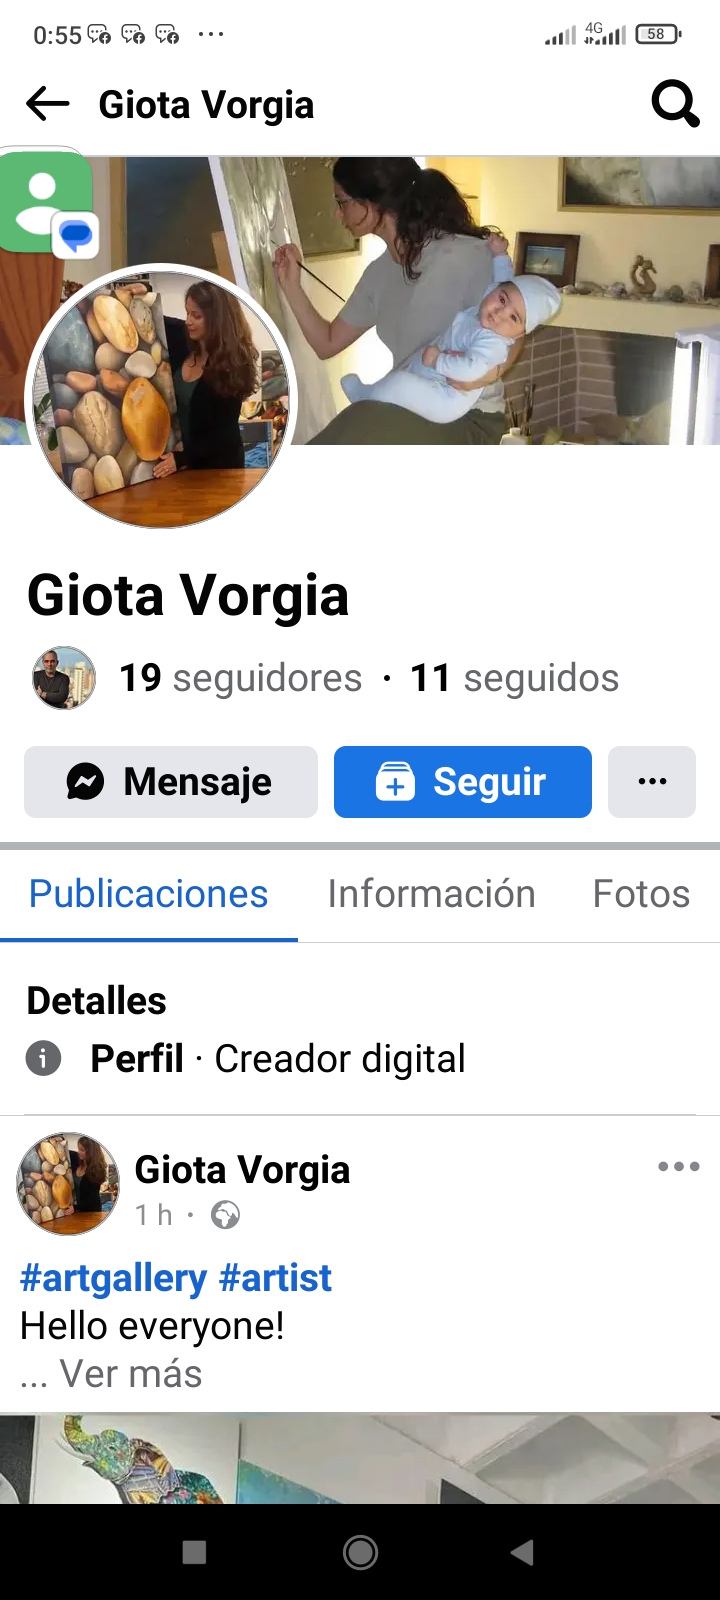 0:55
4G
58
Giota Vorgia
Giota Vorgia
19 seguidores · 11 seguidos
Mensaje
Seguir
Publicaciones
Información
Fotos
Detalles
Perfil · Creador digital
Giota Vorgia
1 h ·
#artgallery #artist
Hello everyone!
... Ver más